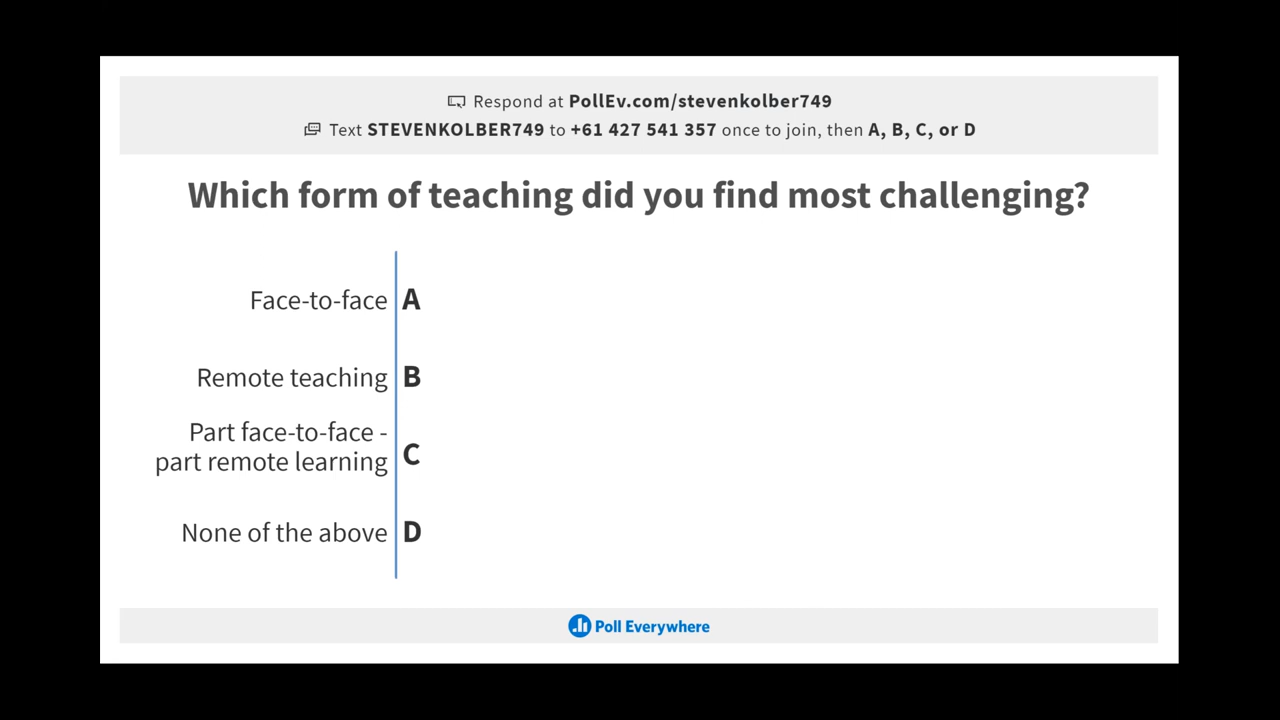 Respond at PollEv.com/stevenkolber749
Text STEVENKOLBER749 to +61 427 541 357 once to join, then A, B, C, or D
Which form of teaching did you find most challenging?
Face-to-face A
Remote teaching B
Part face-to-face -
part remote learning C
None of the above D
Poll Everywhere